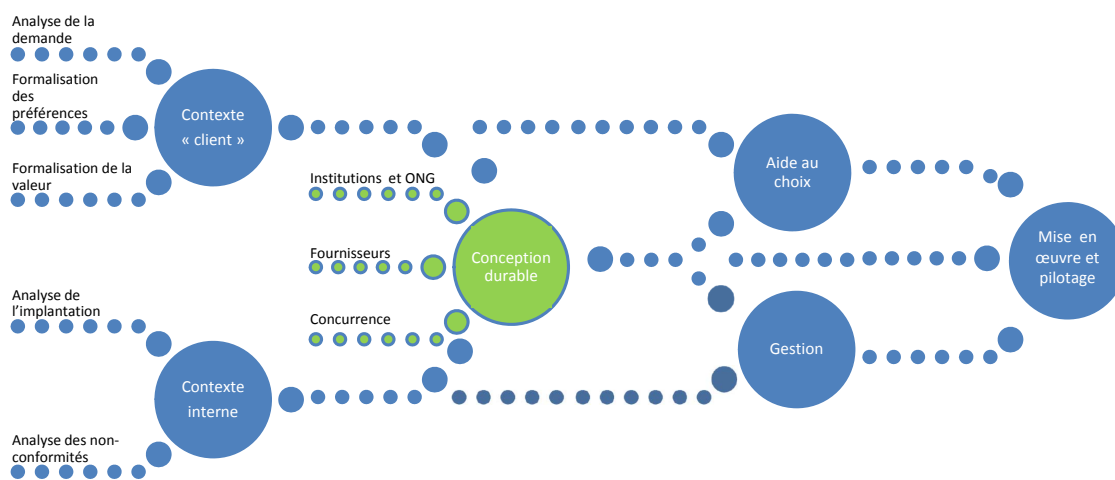 Analyse de la
demande
Formalisation
des
préférences
Formalisation de la
valeur
Contexte
« client »
Institutions et ONG
Fournisseurs
Concurrence
Conception
durable
Analyse de
l’implantation
Analyse des non-
conformités
Contexte
interne
Aide au
choix
Gestion
Mise en
œuvre et
pilotage